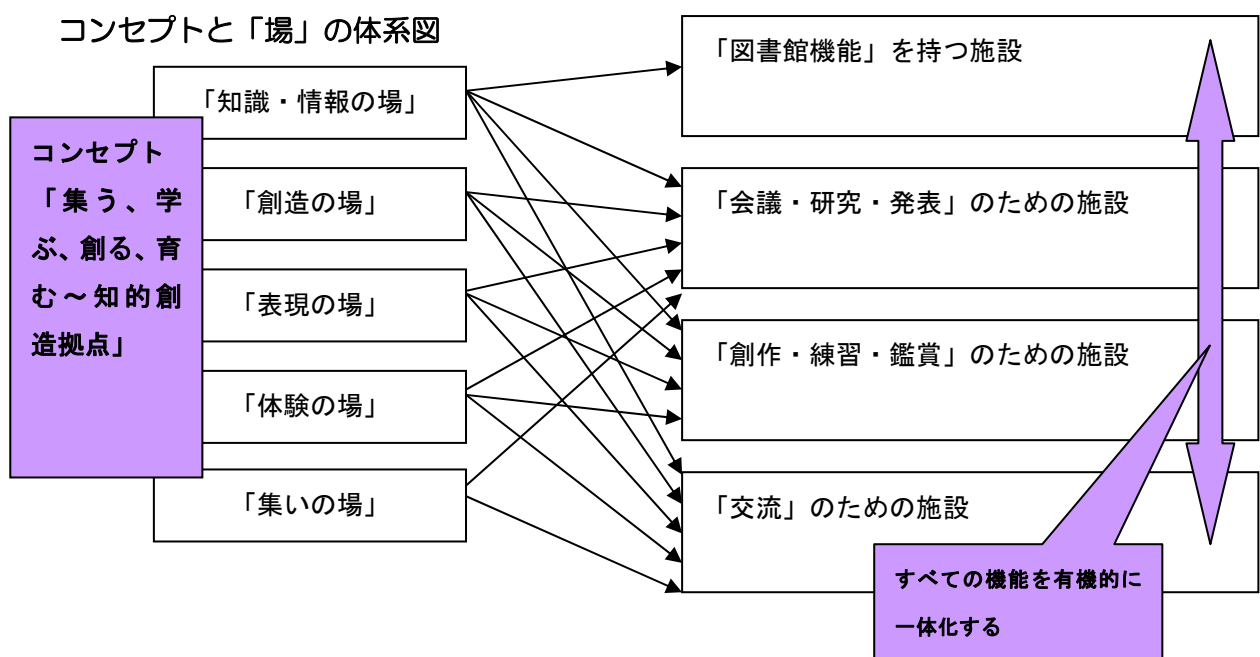 コンセプトと「場」の体系図
「知識・情報の場」
「創造の場」
「表現の場」
「体験の場」
「集いの場」
コンセプト
「集う、学
ぶ、創る、育
む～知的創
造拠点」
「図書館機能」を持つ施設
「会議・研究・発表」のための施設
「創作・練習・鑑賞」のための施設
「交流」のための施設
すべての機能を有機的に
一体化する